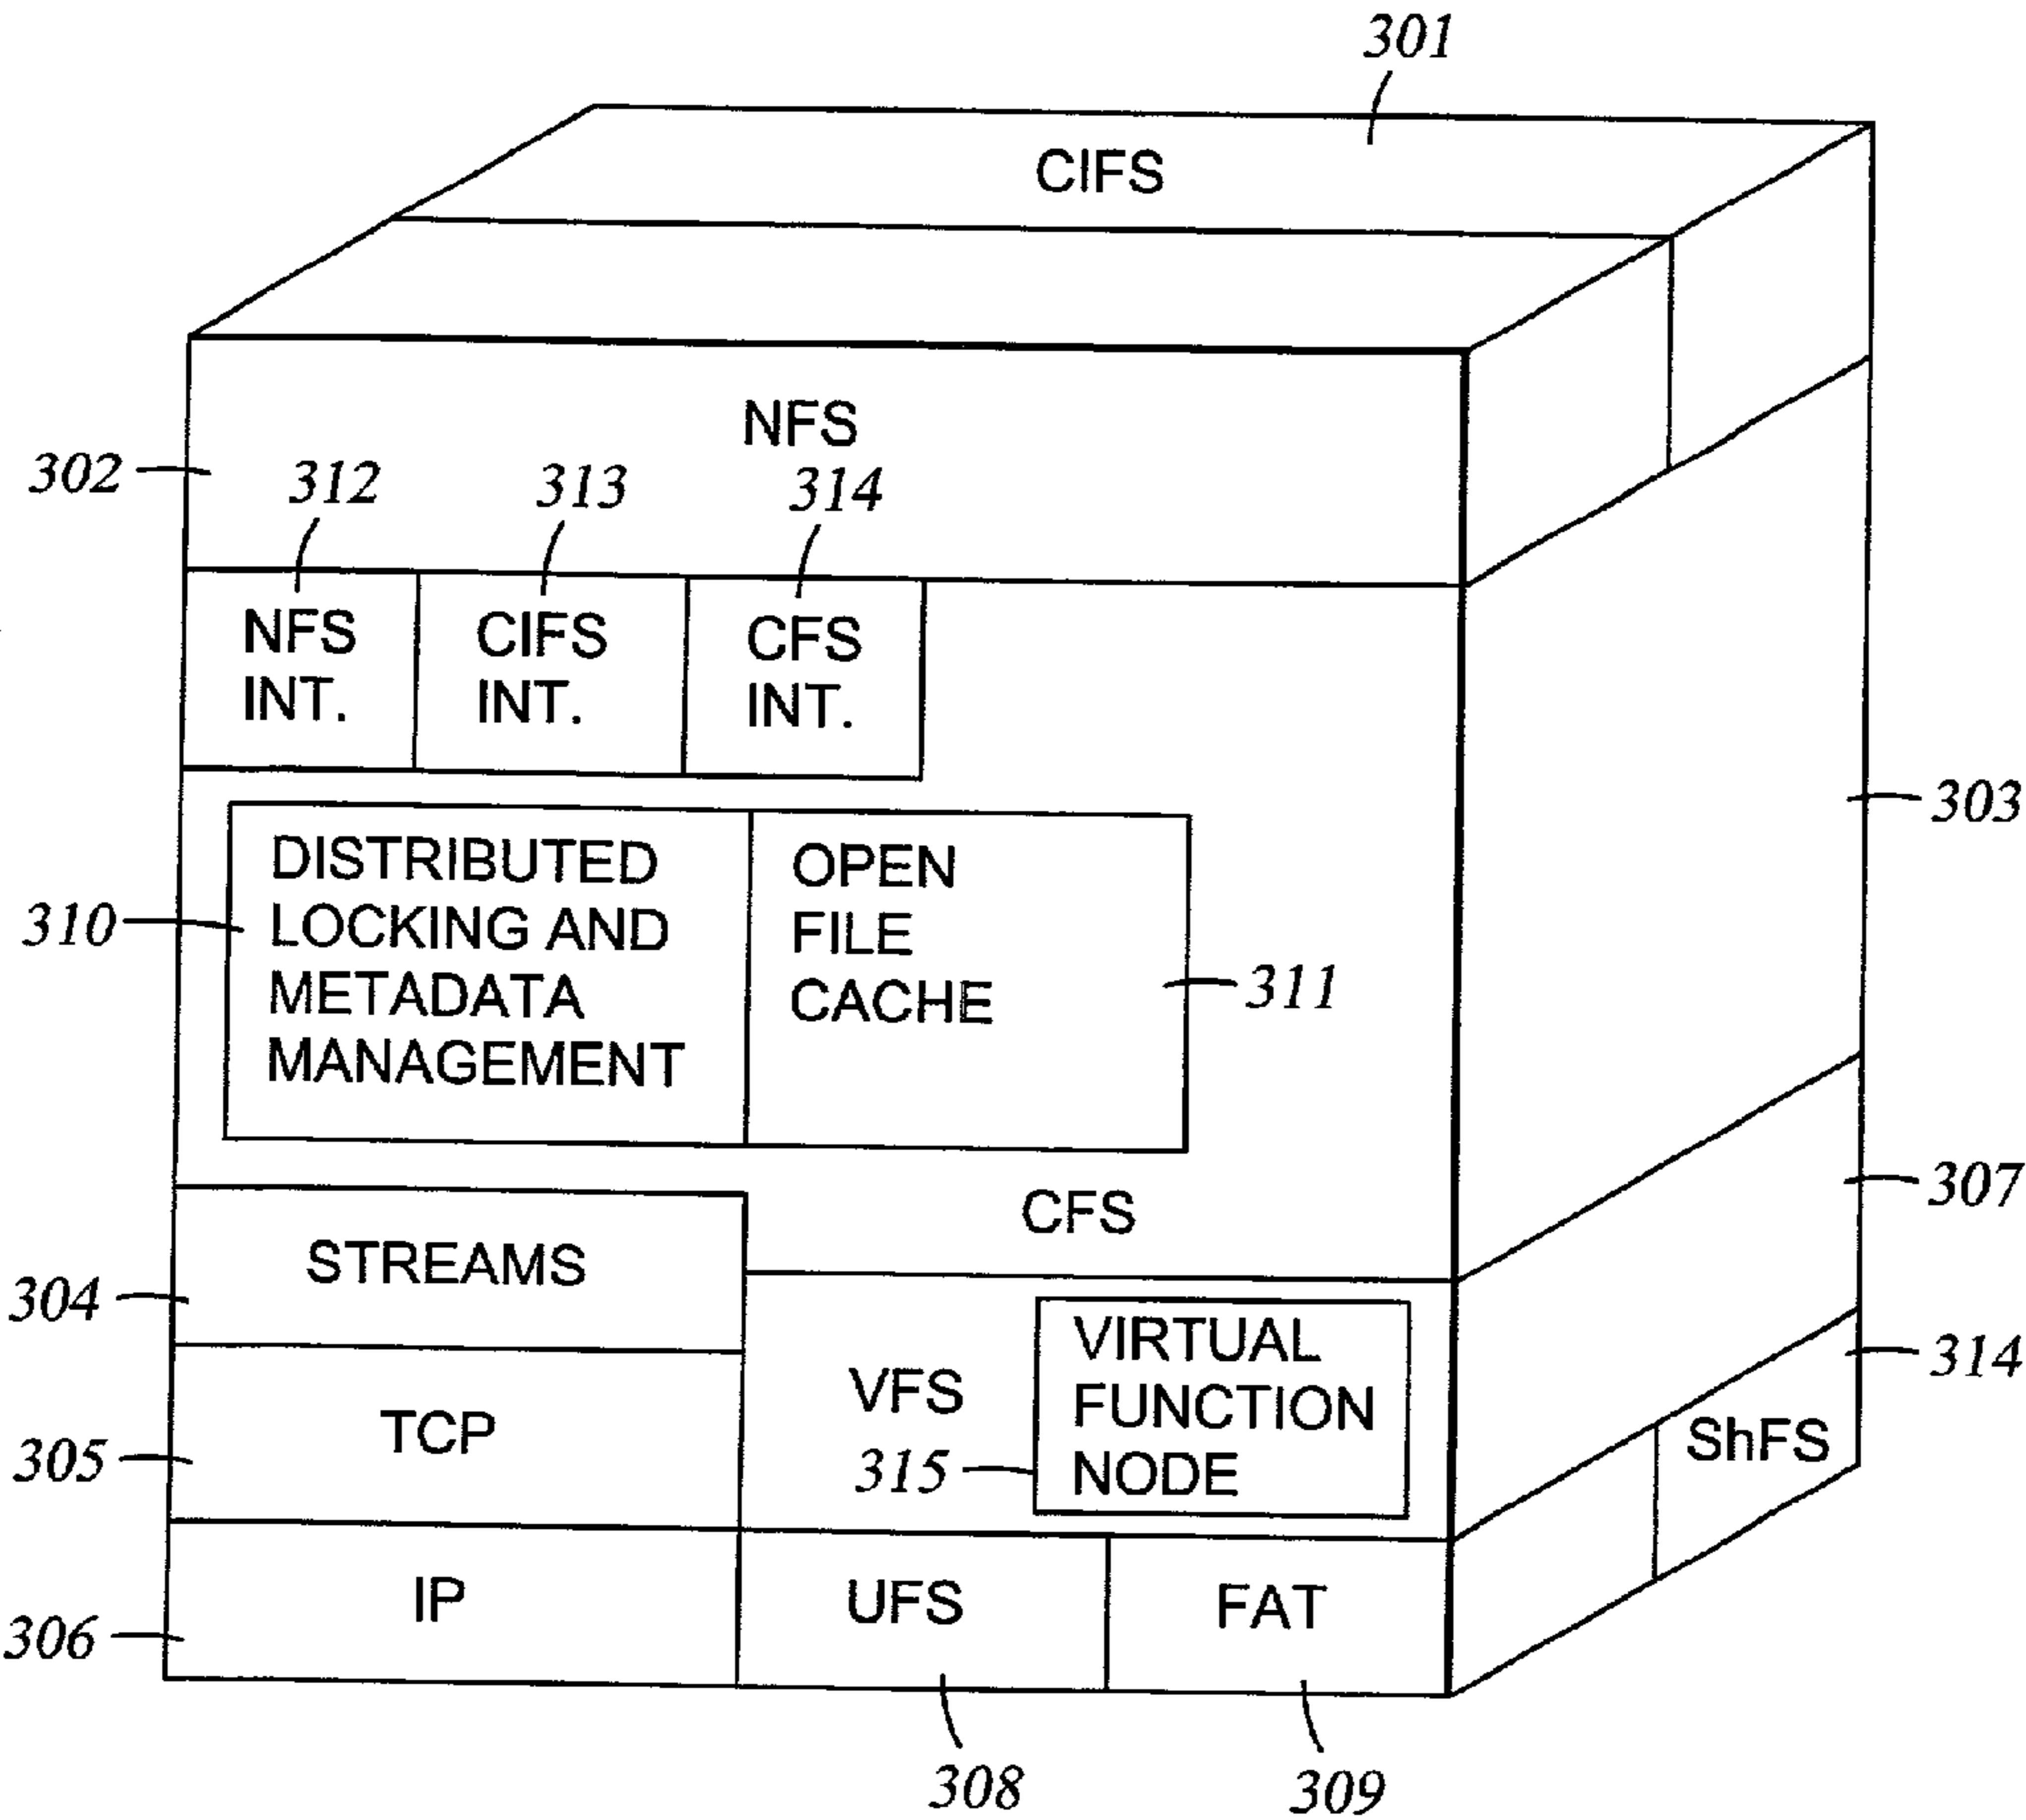 301
CIFS
NFS
302
312
313
314
NFS
INT.
CIFS
INT.
CFS
INT.
303
DISTRIBUTED
LOCKING AND
METADATA
MANAGEMENT
310
OPEN
FILE
CACHE
311
CFS
307
STREAMS
304
VFS
VIRTUAL
FUNCTION
NODE
315
314
TCP
305
ShFS
IP
306
UFS
FAT
308
309